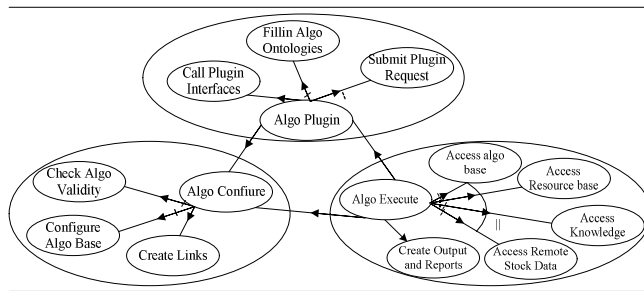 Fillin Algo
Ontologies
Submit Plugin
Request
Call Plugin
Interfaces
Algo Plugin
Check Algo
Validity
Algo Confiure
Configure
Algo Base
Create Links
Access algo
base
Access
Resource base
Algo Execute
Access
Knowledge
||
Create Output
and Reports
Access Remote
Stock Data